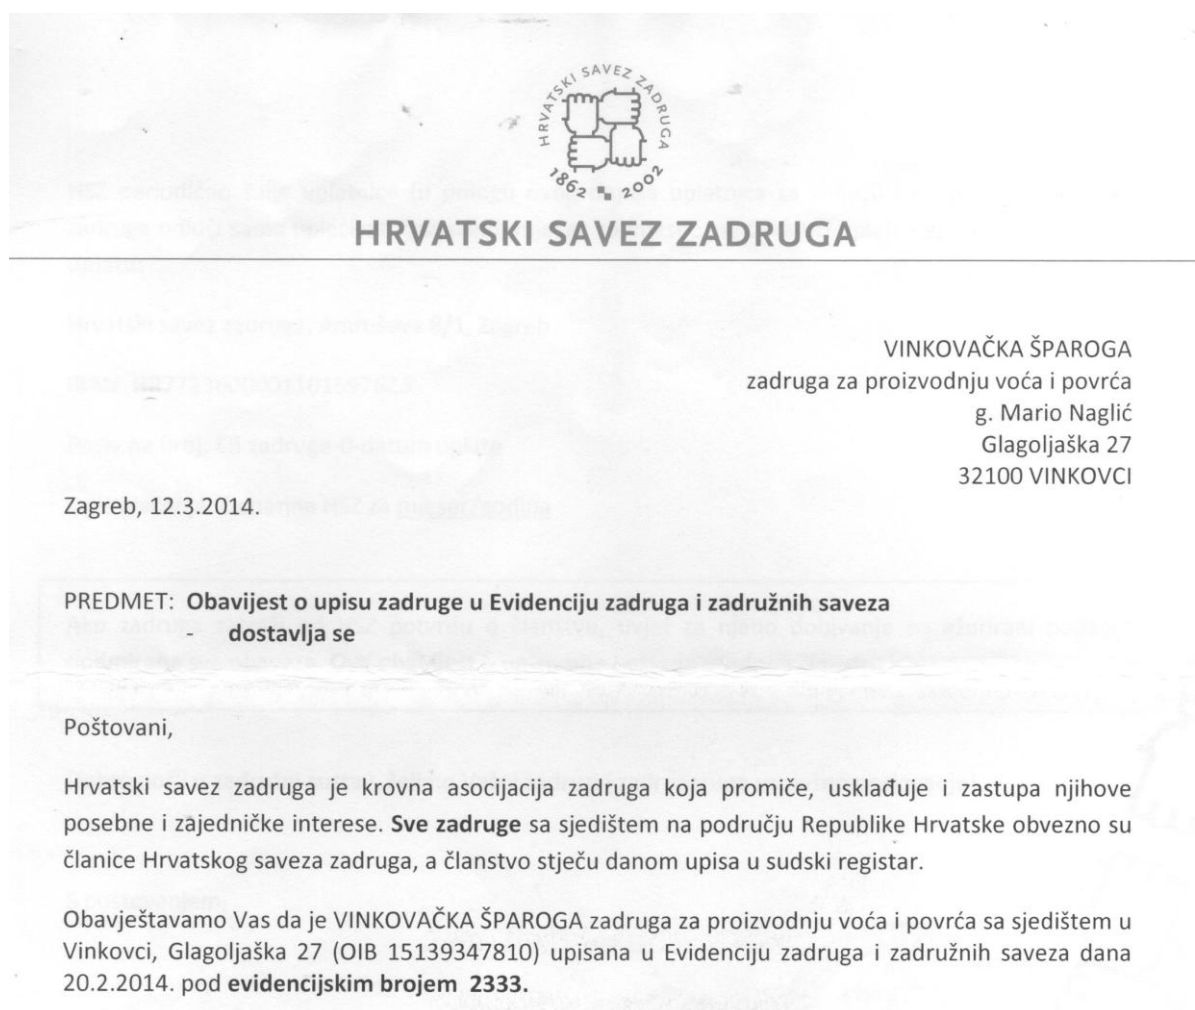 HRVATSKI SAVEZ ZADRUGA
1862 2002
HRVATSKI SAVEZ ZADRUGA
VINKOVAČKA ŠPAROGA
zadruga za proizvodnju voća i povrća
g. Mario Naglić
Glagoljaška 27
32100 VINKOVCI
Zagreb, 12.3.2014.
PREDMET: Obavijest o upisu zadruge u Evidenciju zadruga i zadružnih saveza
- dostavlja se
Poštovani,
Hrvatski savez zadruga je krovna asocijacija zadruga koja promiče, usklađuje i zastupa njihove
posebne i zajedničke interese. Sve zadruge sa sjedištem na području Republike Hrvatske obvezno su
članice Hrvatskog saveza zadruga, a članstvo stječu danom upisa u sudski registar.
Obavještavamo Vas da je VINKOVAČKA ŠPAROGA zadruga za proizvodnju voća i povrća sa sjedištem u
Vinkovci, Glagoljaška 27 (OIB 15139347810) upisana u Evidenciju zadruga i zadružnih saveza dana
20.2.2014. pod evidencijskim brojem 2333.